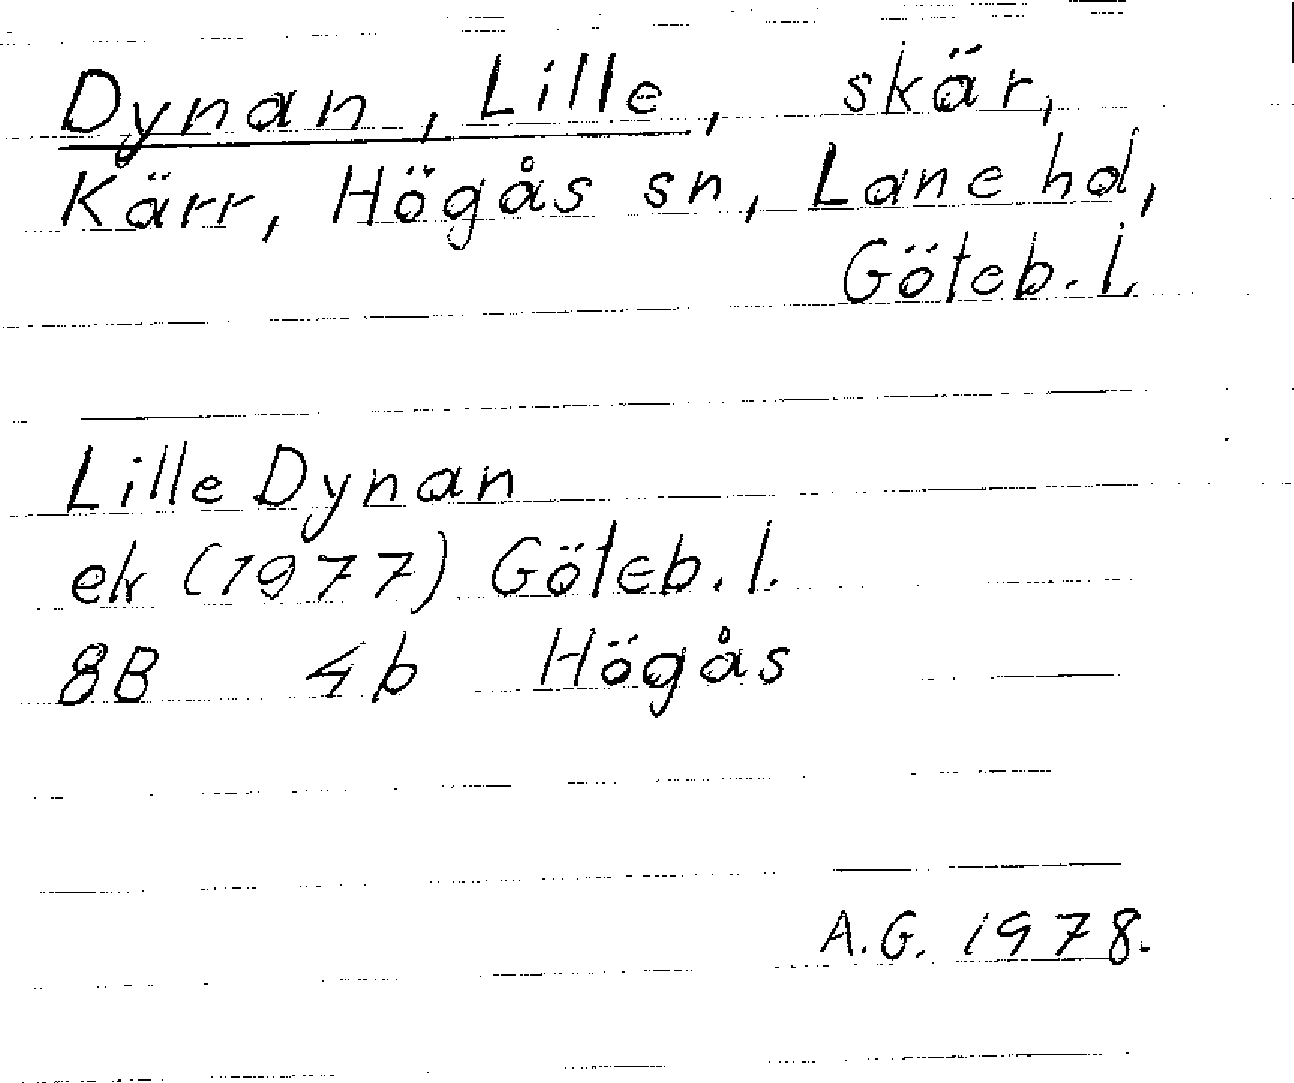 Dynan, Lille, skär,
Kärr, Högås sn, Lane hd,
Göteb. l.
Lille Dynan
ek (1977) Göteb. l.
8B 4b Högås
A.G. 1978.